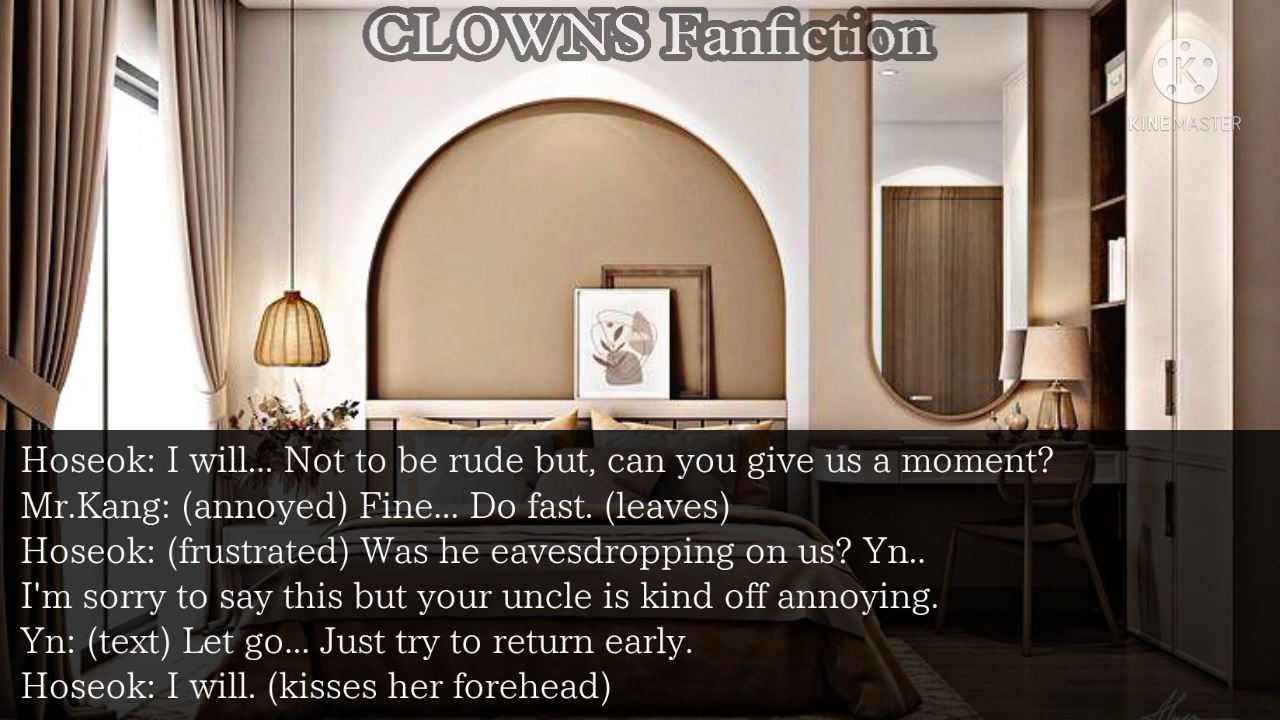 CLOWNS Fanfiction
K
KINEMASTER
Hoseok: I will... Not to be rude but, can you give us a moment?
Mr.Kang: (annoyed) Fine... Do fast. (leaves)
Hoseok: (frustrated) Was he eavesdropping on us? Yn..
I'm sorry to say this but your uncle is kind off annoying.
Yn: (text) Let go... Just try to return early.
Hoseok: I will. (kisses her forehead)